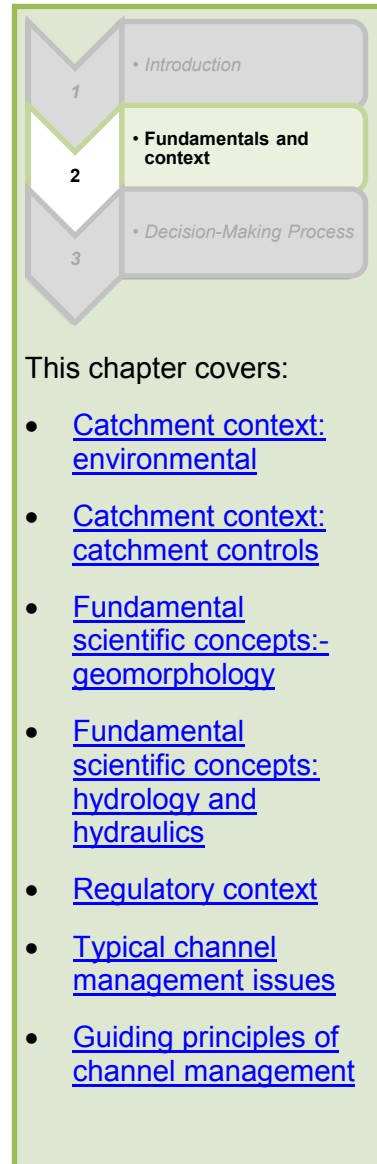 • Introduction
1
• Fundamentals and
context
2
• Decision-Making Process
3
This chapter covers:
• Catchment context:
environmental
• Catchment context:
catchment controls
• Fundamental
scientific concepts:-
geomorphology
• Fundamental
scientific concepts:
hydrology and
hydraulics
• Regulatory context
• Typical channel
management issues
• Guiding principles of
channel management